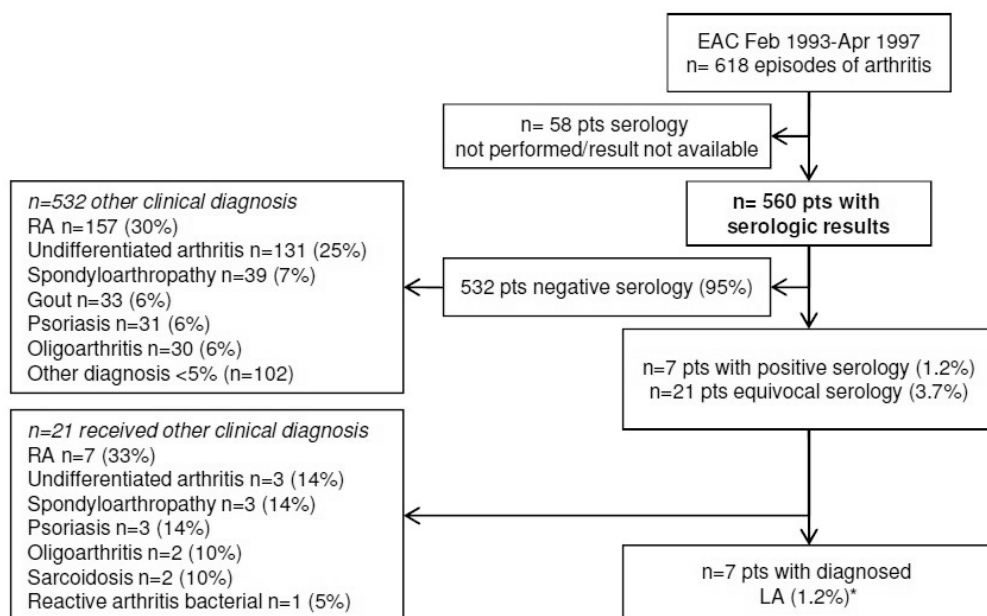 EAC Feb 1993-Apr 1997
n= 618 episodes of arthritis
n= 58 pts serology
not performed/result not available
n= 560 pts with
serologic results
532 pts negative serology (95%)
n=532 other clinical diagnosis
RA n=157 (30%)
Undifferentiated arthritis n=131 (25%)
Spondyloarthropathy n=39 (7%)
Gout n=33 (6%)
Psoriasis n=31 (6%)
Oligoarthritis n=30 (6%)
Other diagnosis <5% (n=102)
n=7 pts with positive serology (1.2%)
n=21 pts equivocal serology (3.7%)
n=21 received other clinical diagnosis
RA n=7 (33%)
Undifferentiated arthritis n=3 (14%)
Spondyloarthropathy n=3 (14%)
Psoriasis n=3 (14%)
Oligoarthritis n=2 (10%)
Sarcoidosis n=2 (10%)
Reactive arthritis bacterial n=1 (5%)
n=7 pts with diagnosed
LA (1.2%)*